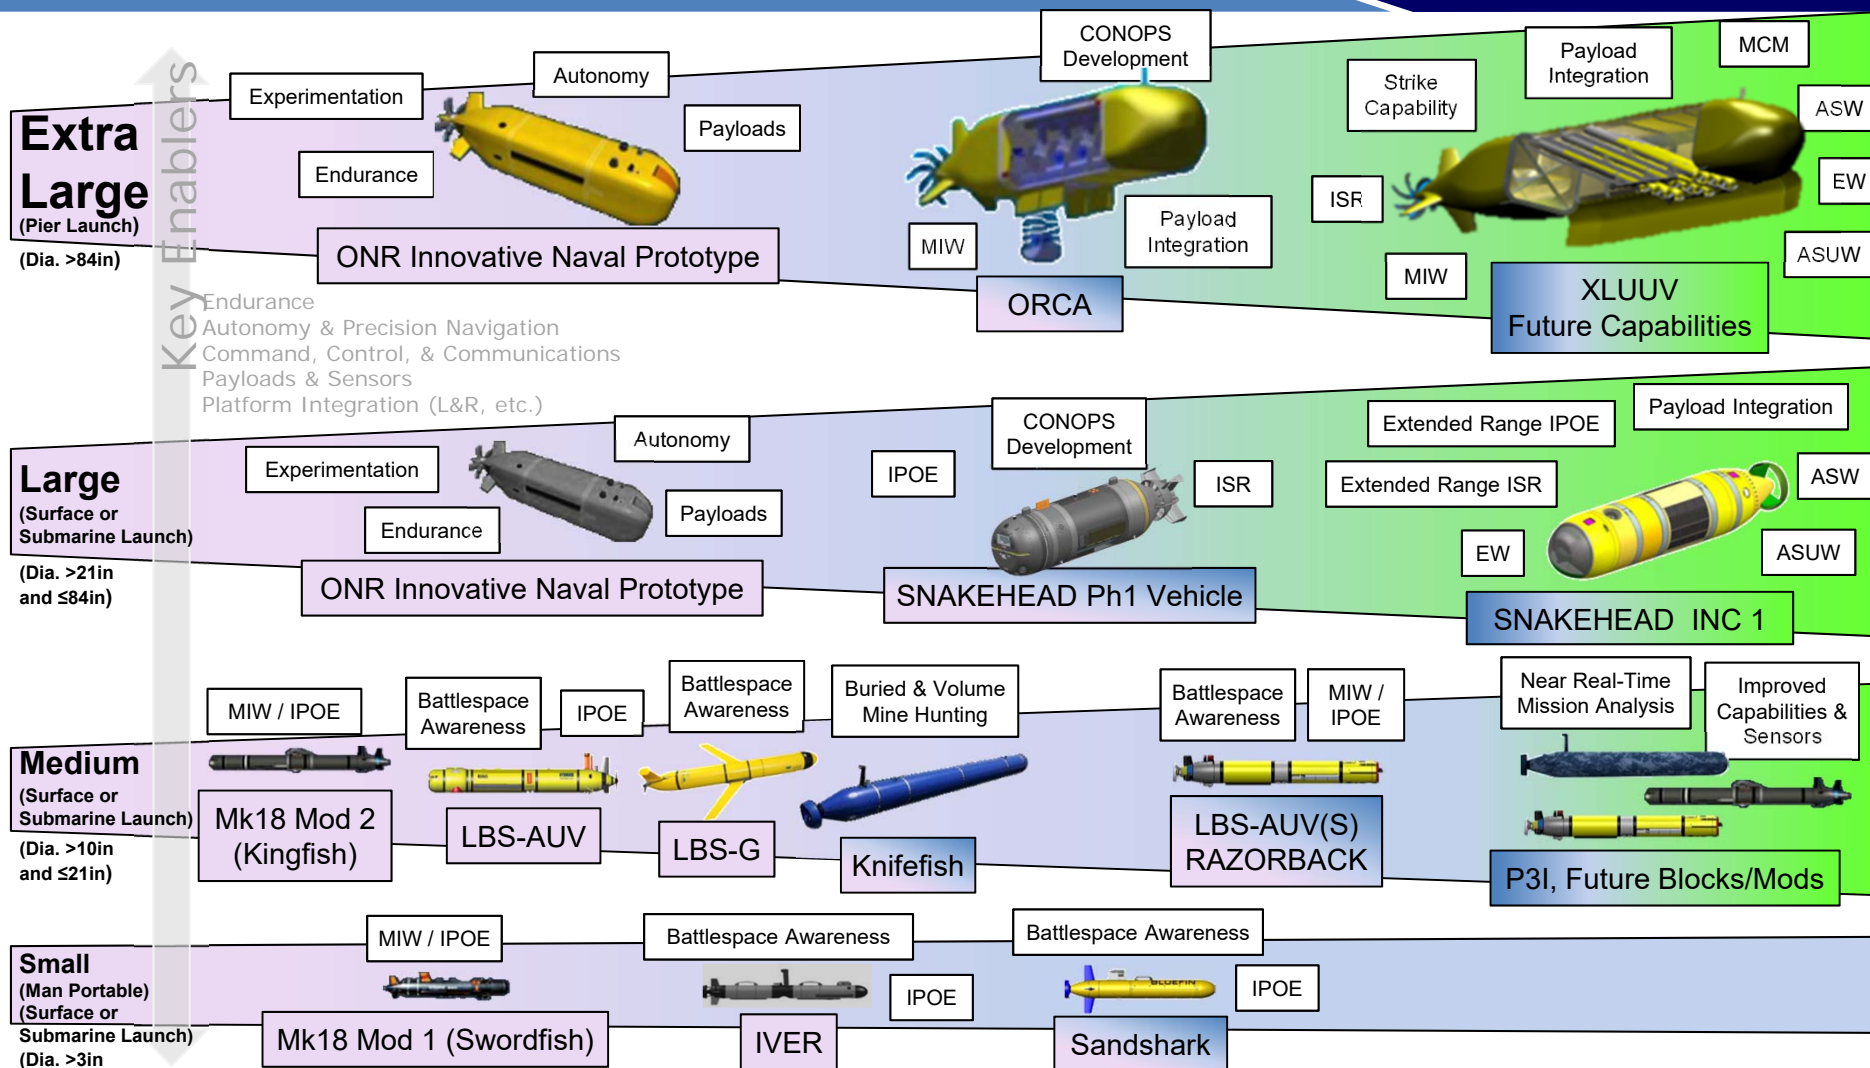 Key Enablers
Extra
Large
(Pier Launch)
(Dia. >84in)
Experimentation
Autonomy
Endurance
Payloads
ONR Innovative Naval Prototype
CONOPS
Development
MIW
Payload
Integration
ORCA
Strike
Capability
Payload
Integration
MCM
ASW
ISR
EW
MIW
ASUW
XLUUV
Future Capabilities
Endurance
Autonomy & Precision Navigation
Command, Control, & Communications
Payloads & Sensors
Platform Integration (L&R, etc.)
Large
(Surface or
Submarine Launch)
(Dia. >21in
and ≤84in)
Experimentation
Autonomy
Endurance
Payloads
ONR Innovative Naval Prototype
IPOE
CONOPS
Development
ISR
SNAKEHEAD Ph1 Vehicle
Extended Range IPOE
Payload Integration
Extended Range ISR
ASW
EW
ASUW
SNAKEHEAD INC 1
Medium
(Surface or
Submarine Launch)
(Dia. >10in
and ≤21in)
MIW / IPOE
Mk18 Mod 2
(Kingfish)
Battlespace
Awareness
IPOE
LBS-AUV
Battlespace
Awareness
LBS-G
Buried & Volume
Mine Hunting
Knifefish
Battlespace
Awareness
MIW /
IPOE
LBS-AUV(S)
RAZORBACK
Near Real-Time
Mission Analysis
Improved
Capabilities &
Sensors
P3I, Future Blocks/Mods
Small
(Man Portable)
(Surface or
Submarine Launch)
(Dia. >3in
MIW / IPOE
Mk18 Mod 1 (Swordfish)
Battlespace Awareness
IPOE
IVER
Battlespace Awareness
BLUEFIN
IPOE
Sandshark